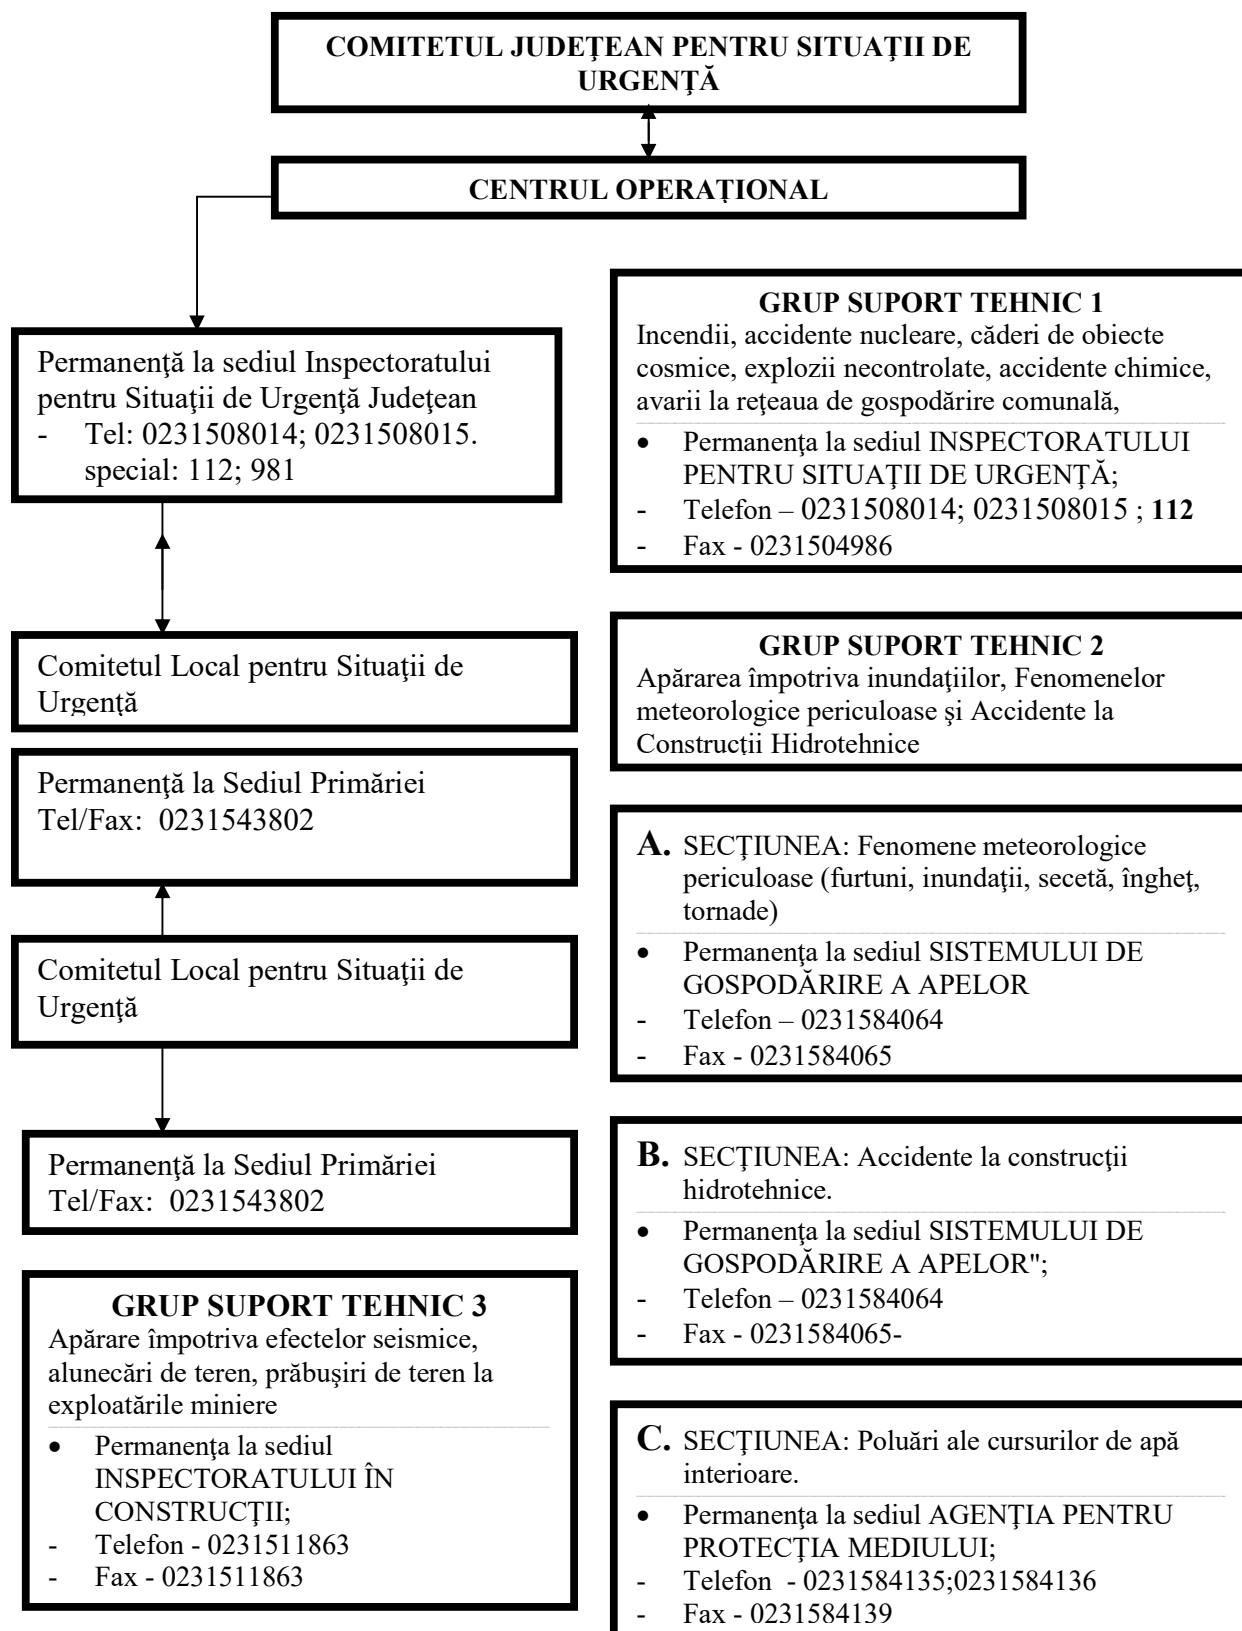 COMITETUL JUDEŢEAN PENTRU SITUAŢII DE
URGENŢĂ
CENTRUL OPERAŢIONAL
Permanenţă la sediul Inspectoratului
pentru Situaţii de Urgenţă Judeţean
- Tel: 0231508014; 0231508015.
special: 112; 981
Comitetul Local pentru Situaţii de
Urgenţă
Permanenţă la Sediul Primăriei
Tel/Fax: 0231543802
Comitetul Local pentru Situaţii de
Urgenţă
Permanenţă la Sediul Primăriei
Tel/Fax: 0231543802
GRUP SUPORT TEHNIC 3
Apărare împotriva efectelor seismice,
alunecări de teren, prăbuşiri de teren la
exploatările miniere
• Permanenţa la sediul
INSPECTORATULUI ÎN
CONSTRUCŢII;
- Telefon - 0231511863
- Fax - 0231511863
GRUP SUPORT TEHNIC 1
Incendii, accidente nucleare, căderi de obiecte
cosmice, explozii necontrolate, accidente chimice,
avarii la reţeaua de gospodărire comunală,
• Permanenţa la sediul INSPECTORATULUI
PENTRU SITUAŢII DE URGENŢĂ;
- Telefon – 0231508014; 0231508015 ; 112
- Fax - 0231504986
GRUP SUPORT TEHNIC 2
Apărarea împotriva inundaţiilor, Fenomenelor
meteorologice periculoase şi Accidente la
Construcţii Hidrotehnice
A. SECŢIUNEA: Fenomene meteorologice
periculoase (furtuni, inundaţii, secetă, îngheţ,
tornade)
• Permanenţa la sediul SISTEMULUI DE
GOSPODĂRIRE A APELOR
- Telefon – 0231584064
- Fax - 0231584065
B. SECŢIUNEA: Accidente la construcţii
hidrotehnice.
• Permanenţa la sediul SISTEMULUI DE
GOSPODĂRIRE A APELOR";
- Telefon – 0231584064
- Fax - 0231584065-
C. SECŢIUNEA: Poluări ale cursurilor de apă
interioare.
• Permanenţa la sediul AGENŢIA PENTRU
PROTECŢIA MEDIULUI;
- Telefon - 0231584135;0231584136
- Fax - 0231584139